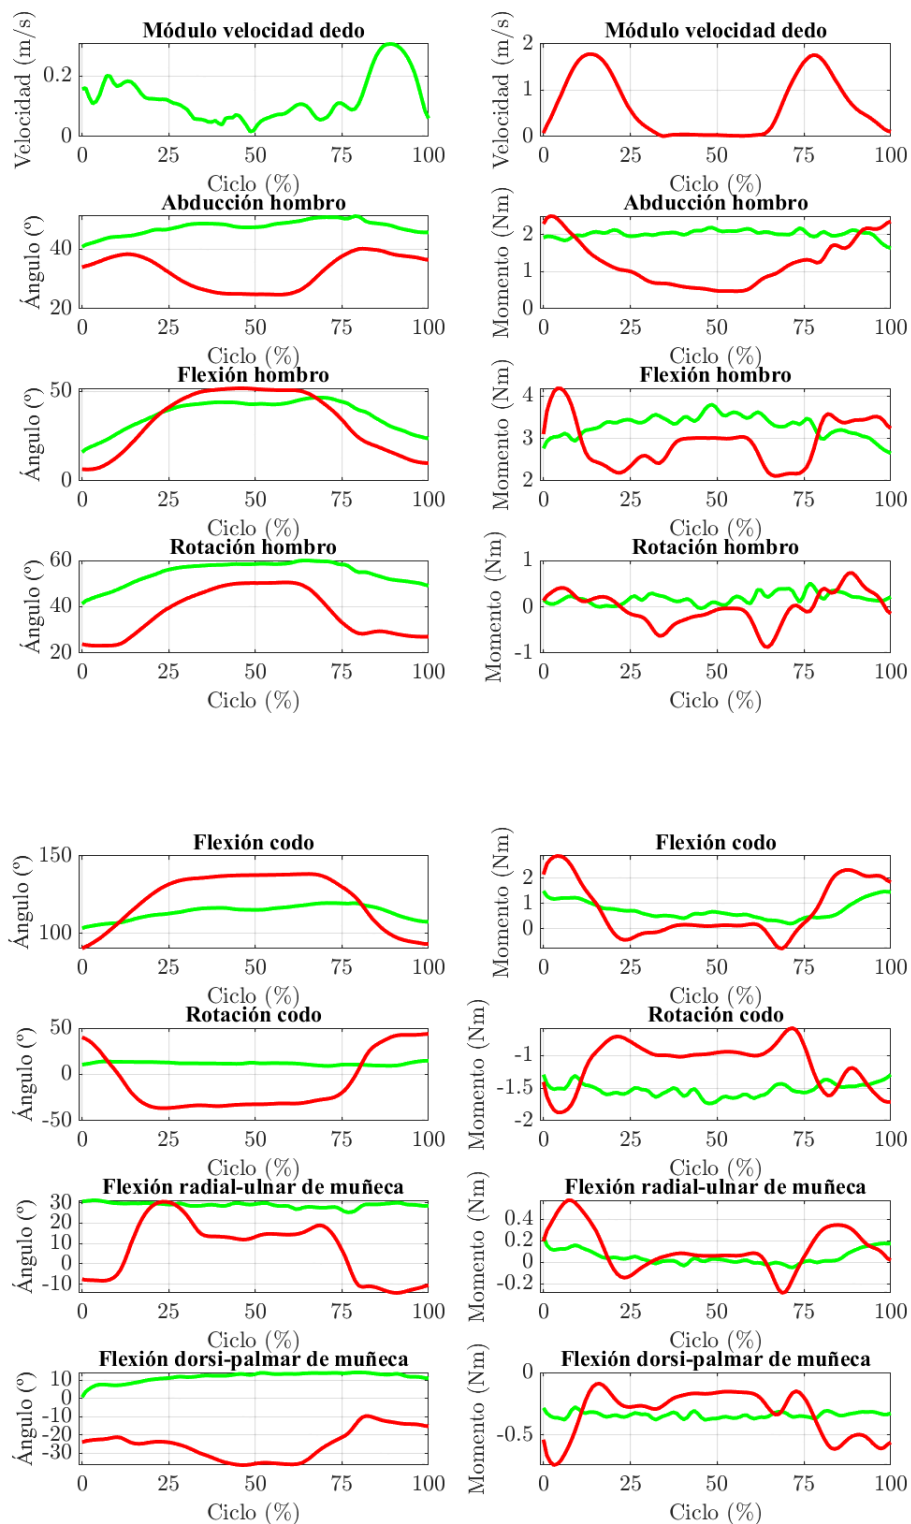 Módulo velocidad dedo
Velocidad (m/s)
0.2
0
0 25 50 75 100
Ciclo (%)
Módulo velocidad dedo
Velocidad (m/s)
2
1
0
0 25 50 75 100
Ciclo (%)
Abducción hombro
Ángulo (º)
40
20
0 25 50 75 100
Ciclo (%)
Abducción hombro
Momento (Nm)
2
1
0
0 25 50 75 100
Ciclo (%)
Flexión hombro
Ángulo (º)
50
0
0 25 50 75 100
Ciclo (%)
Flexión hombro
Momento (Nm)
4
3
2
0 25 50 75 100
Ciclo (%)
Rotación hombro
Ángulo (º)
60
40
20
0 25 50 75 100
Ciclo (%)
Rotación hombro
Momento (Nm)
1
0
-1
0 25 50 75 100
Ciclo (%)
Flexión codo
Ángulo (º)
150
100
0 25 50 75 100
Ciclo (%)
Flexión codo
Momento (Nm)
2
1
0
0 25 50 75 100
Ciclo (%)
Rotación codo
Ángulo (º)
50
0
-50
0 25 50 75 100
Ciclo (%)
Rotación codo
Momento (Nm)
-1
-1.5
-2
0 25 50 75 100
Ciclo (%)
Flexión radial-ulnar de muñeca
Ángulo (º)
30
20
10
0
-10
0 25 50 75 100
Ciclo (%)
Flexión radial-ulnar de muñeca
Momento (Nm)
0.4
0.2
0
-0.2
0 25 50 75 100
Ciclo (%)
Flexión dorsi-palmar de muñeca
Ángulo (º)
10
0
-10
-20
-30
0 25 50 75 100
Ciclo (%)
Flexión dorsi-palmar de muñeca
Momento (Nm)
0
-0.5
0 25 50 75 100
Ciclo (%)